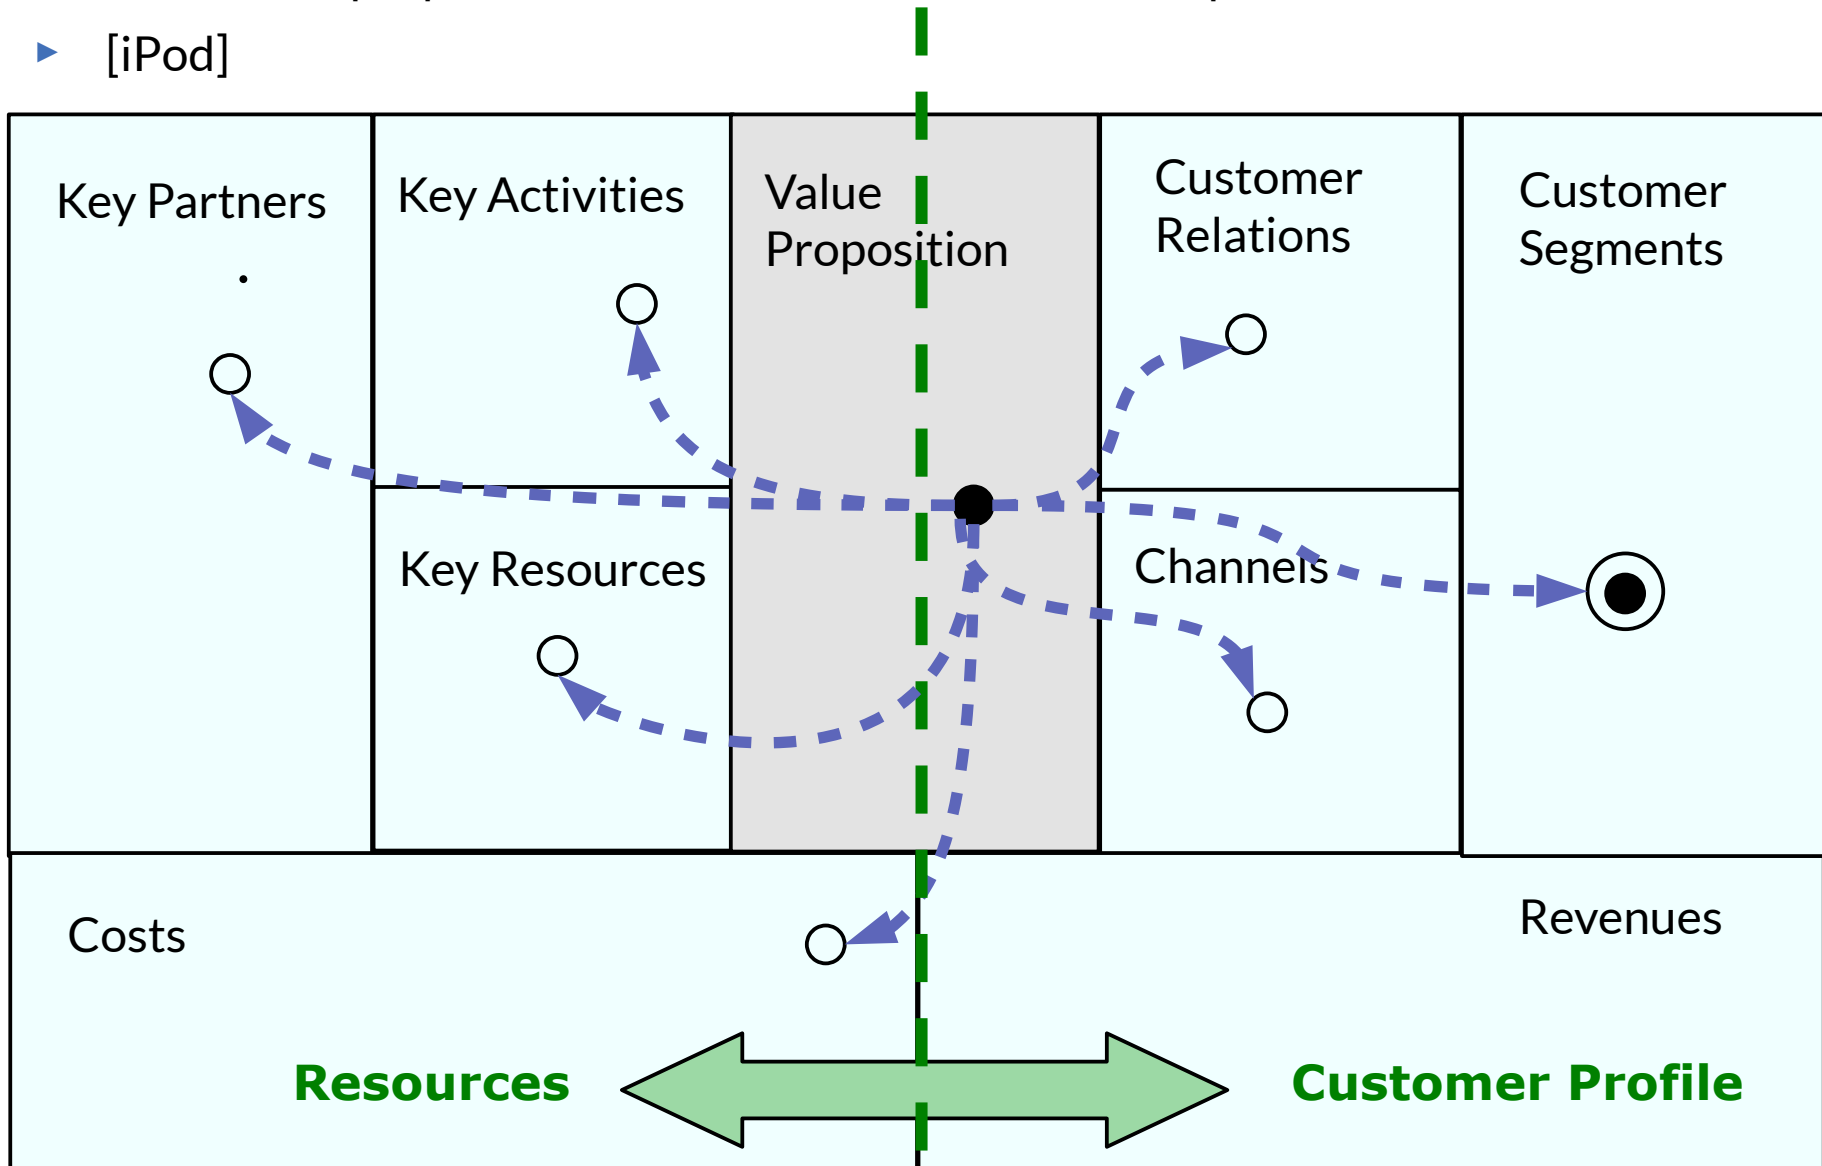 [iPod]
Key Partners
Key Activities
Value
Proposition
Customer
Relations
Customer
Segments
Key Resources
Channels
Costs
Revenues
Resources
Customer Profile